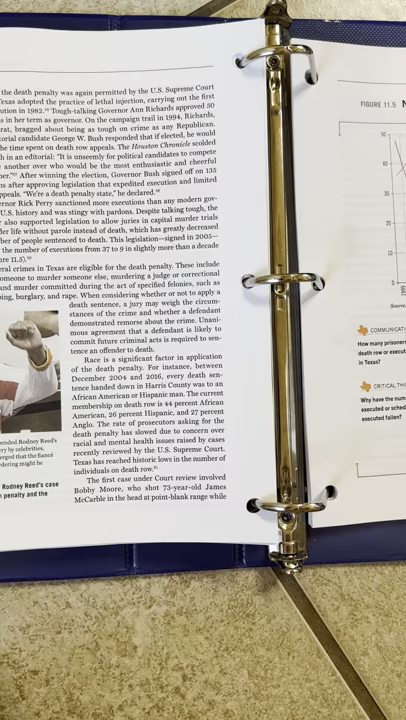 the death penalty was again permitted by the U.S. Supreme Court
exas adopted the practice of lethal injection, carrying out the first
ution in 1982.⁵⁵ Tough-talking Governor Ann Richards approved 50
s in her term as governor. On the campaign trail in 1994, Richards,
rat, bragged about being as tough on crime as any Republican.
torial candidate George W. Bush responded that if elected, he would
he time spent on death row appeals. The Houston Chronicle scolded
h in an editorial: "It is unseemly for political candidates to compete
another over who would be the most enthusiastic and cheerful
ner."⁵⁷ After winning the election, Governor Bush signed off on 135
ns after approving legislation that expedited execution and limited
ppeals. "We're a death penalty state," he declared.⁵⁸
ernor Rick Perry sanctioned more executions than any modern gov-
U.S. history and was stingy with pardons. Despite talking tough, the
also supported legislation to allow juries in capital murder trials
der life without parole instead of death, which has greatly decreased
ber of people sentenced to death. This legislation—signed in 2005—
the number of executions from 37 to 9 in slightly more than a decade
ure 11.5).
eral crimes in Texas are eligible for the death penalty. These include
omeone to murder someone else, murdering a judge or correctional
and murder committed during the act of specified felonies, such as
ping, burglary, and rape. When considering whether or not to apply a
death sentence, a jury may weigh the circum-
stances of the crime and whether a defendant
demonstrated remorse about the crime. Unani-
mous agreement that a defendant is likely to
commit future criminal acts is required to sen-
tence an offender to death.
Race is a significant factor in application
of the death penalty. For instance, between
December 2004 and 2016, every death sen-
tence handed down in Harris County was to an
African American or Hispanic man. The current
membership on death row is 44 percent African
American, 26 percent Hispanic, and 27 percent
Anglo. The rate of prosecutors asking for the
death penalty has slowed due to concern over
racial and mental health issues raised by cases
recently reviewed by the U.S. Supreme Court.
Texas has reached historic lows in the number of
individuals on death row.⁶¹
The first case under Court review involved
Bobby Moore, who shot 73-year-old James
McCarble in the head at point-blank range while
pended Rodney Reed's
ery by celebrities,
erged that the fiancé
dering might be
Rodney Reed's case
n penalty and the
FIGURE 11.5 N
50
40
30
20
10
0
Source
COMMUNICATI
How many prisoner
death row or execut
in Texas?
CRITICAL THI
Why have the num
executed or sched
executed fallen?